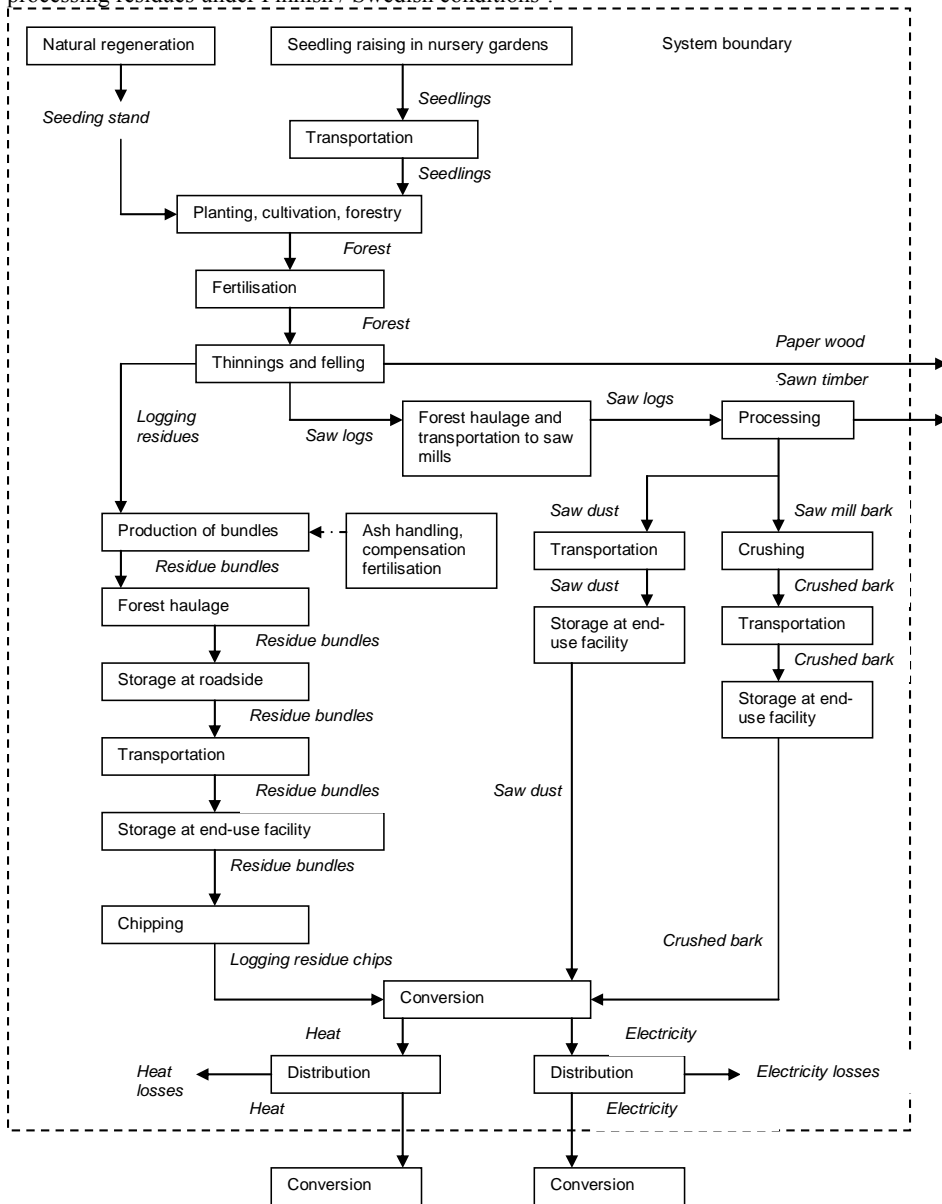 processing residues under Finnish / Swedish conditions .
Natural regeneration
Seedling raising in nursery gardens
System boundary
Seedlings
Seeding stand
Transportation
Seedlings
Planting, cultivation, forestry
Forest
Fertilisation
Forest
Paper wood
Thinnings and felling
Sawn timber
Logging
residues
Saw logs
Forest haulage and
transportation to saw
mills
Saw logs
Processing
Saw dust
Saw mill bark
Production of bundles
Ash handling,
compensation
fertilisation
Transportation
Crushing
Residue bundles
Saw dust
Crushed bark
Forest haulage
Storage at end-
use facility
Transportation
Residue bundles
Crushed bark
Storage at roadside
Storage at end-
use facility
Residue bundles
Transportation
Residue bundles
Saw dust
Storage at end-use facility
Residue bundles
Chipping
Crushed bark
Logging residue chips
Conversion
Heat
Electricity
Heat
losses
Distribution
Distribution
Electricity losses
Heat
Electricity
Conversion
Conversion